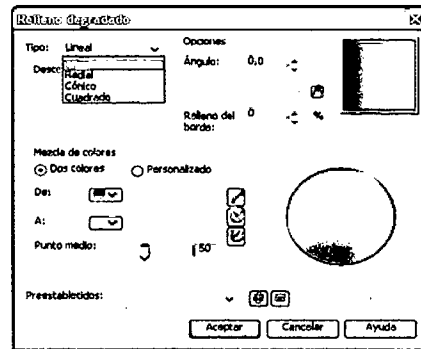 Relleno degradado
Tipo: Lineal
Radial
Cónico
Cuadrado
Desc
Opciones
Ángulo: 0,0
Relleno del borde: 0 %
Mezcla de colores
Dos colores Personalizado
De:
A:
Punto medio: 50
Preestablecidos:
Aceptar Cancelar Ayuda